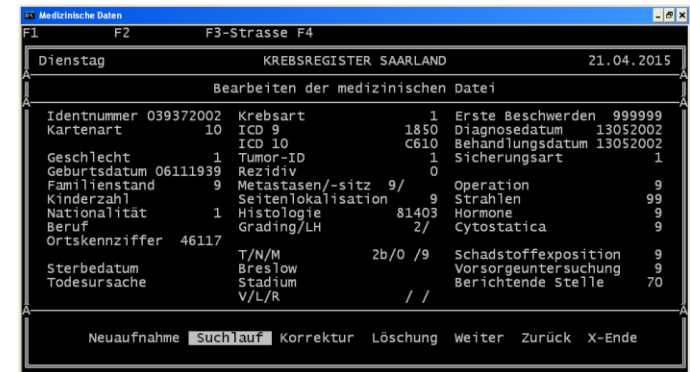 Medizinische Daten
F1 F2 F3-Strasse F4
Dienstag KREBSREGISTER SAARLAND 21.04.2015
Bearbeiten der medizinischen Datei
Identnummer 039372002 Krebsart 1 Erste Beschwerden 999999
Kartenart 10 ICD 9 1850 Diagnosedatum 13052002
ICD 10 C610 Behandlungsdatum 13052002
Geschlecht 1 Tumor-ID 1 Sicherungsart 1
Geburtsdatum 06111939 Rezidiv 0
Familienstand 9 Metastasen/-sitz 9/ Operation 9
Kinderzahl Seitenlokalisation 9 Strahlen 99
Nationalität 1 Histologie 81403 Hormone 9
Beruf Grading/LH 2/ Cytostatica 9
Ortskennziffer 46117
T/N/M 2b/0 /9 Schadstoffexposition 9
Sterbedatum Breslow Vorsorgeuntersuchung 9
Todesursache Stadium Berichtende Stelle 70
V/L/R / /
Neuaufnahme Suchlauf Korrektur Löschung Weiter Zurück X-Ende